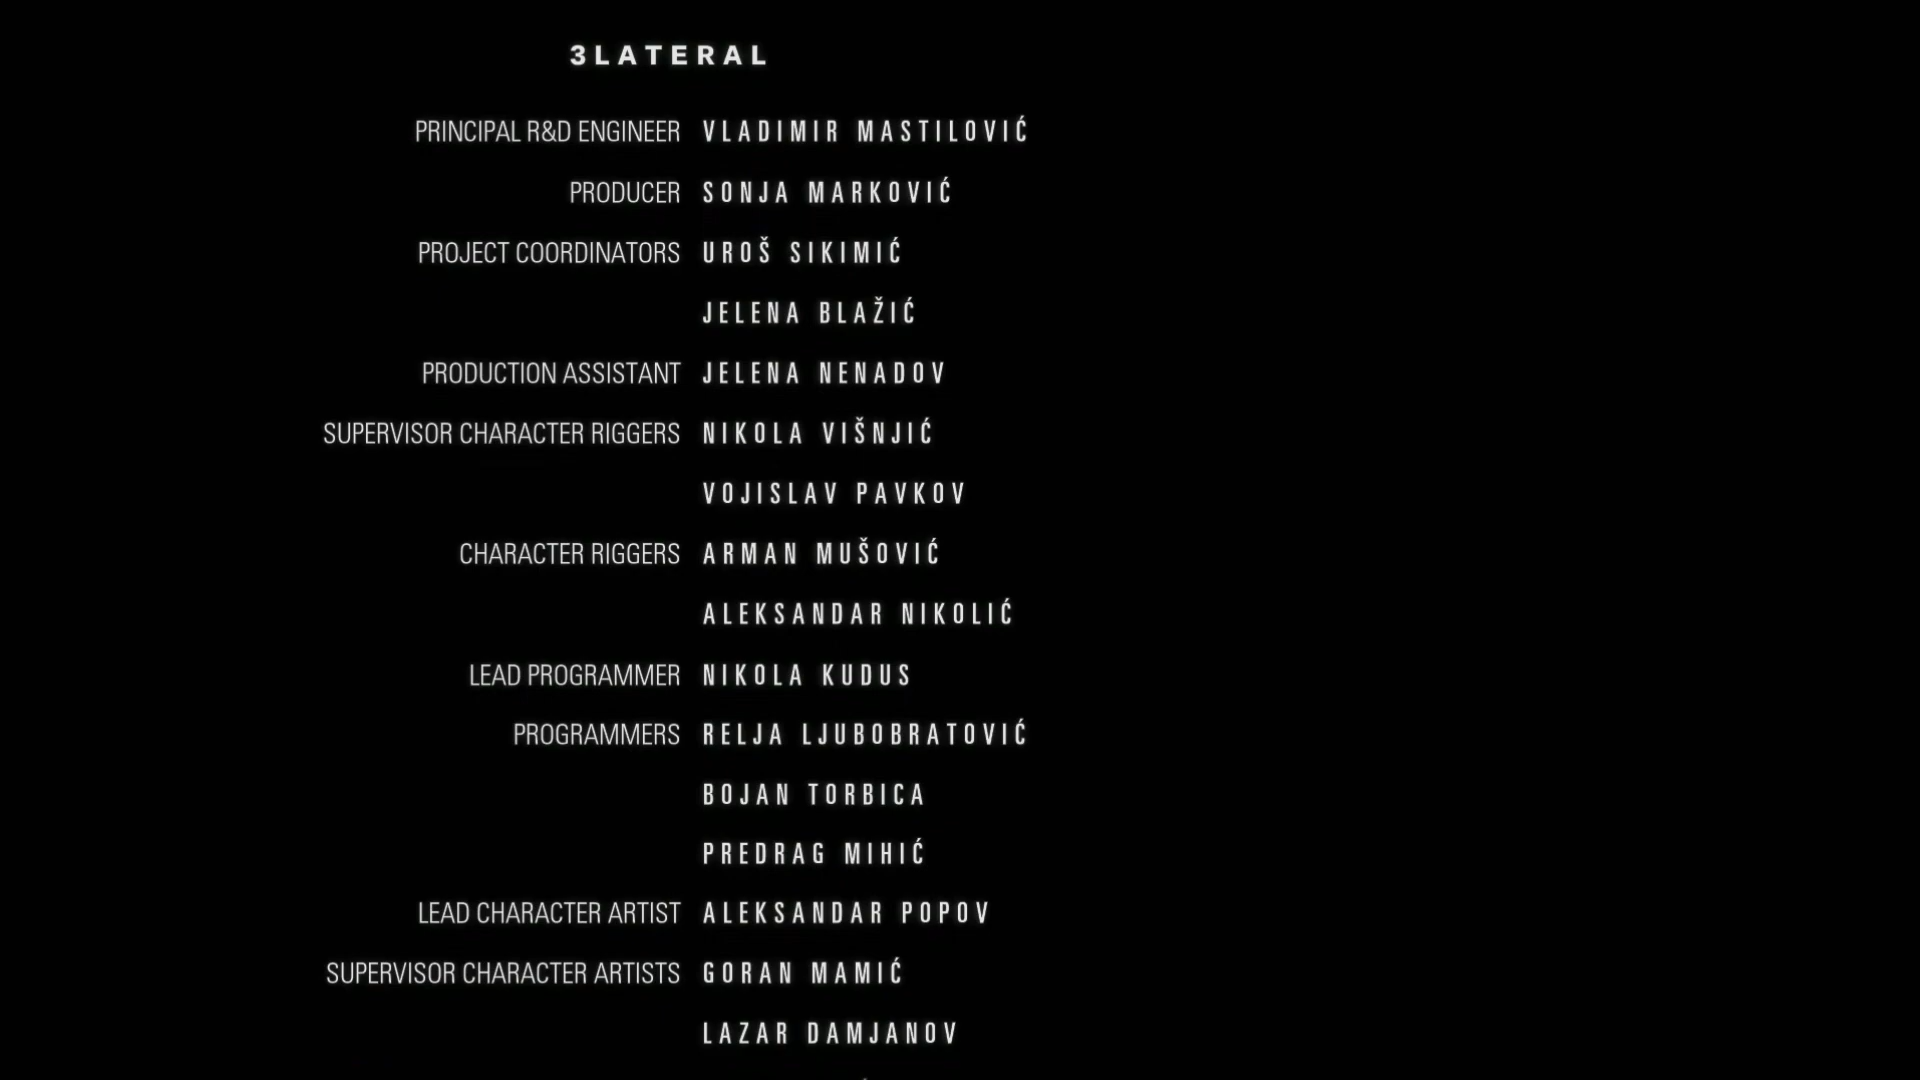 3LATERAL
PRINCIPAL R&D ENGINEER VLADIMIR MASTILOVIĆ
PRODUCER SONJA MARKOVIĆ
PROJECT COORDINATORS UROŠ SIKIMIĆ
JELENA BLAŽIĆ
PRODUCTION ASSISTANT JELENA NENADOV
SUPERVISOR CHARACTER RIGGERS NIKOLA VIŠNJIĆ
VOJISLAV PAVKOV
CHARACTER RIGGERS ARMAN MUŠOVIĆ
ALEKSANDAR NIKOLIĆ
LEAD PROGRAMMER NIKOLA KUDUS
PROGRAMMERS RELJA LJUBOBRATOVIĆ
BOJAN TORBICA
PREDRAG MIHIĆ
LEAD CHARACTER ARTIST ALEKSANDAR POPOV
SUPERVISOR CHARACTER ARTISTS GORAN MAMIĆ
LAZAR DAMJANOV